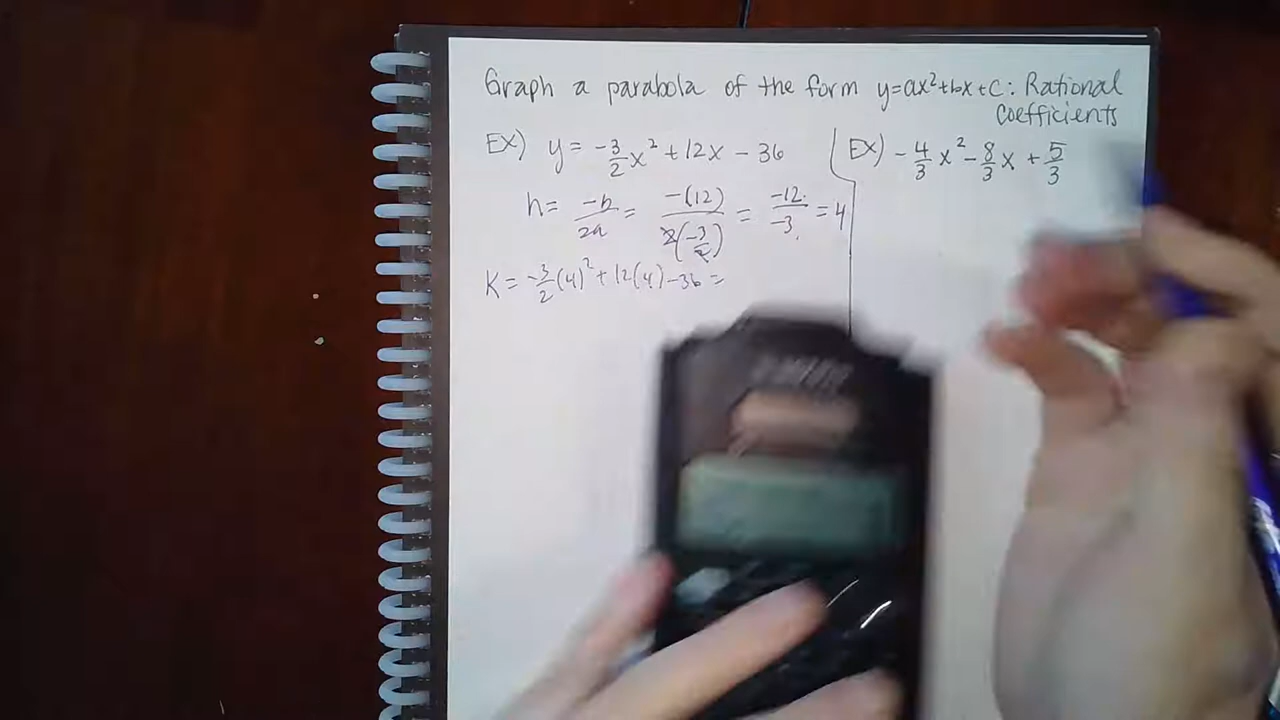 Graph a parabola of the form y=ax²+bx+c: Rational
Coefficients
EX) y = -3/2 x² + 12x - 36
h = -b/2a = -(12)/2(-3/2) = -12/-3 = 4
K = -3/2 (4)² + 12(4) - 36 =
EX) -4/3 x² - 8/3 x + 5/3